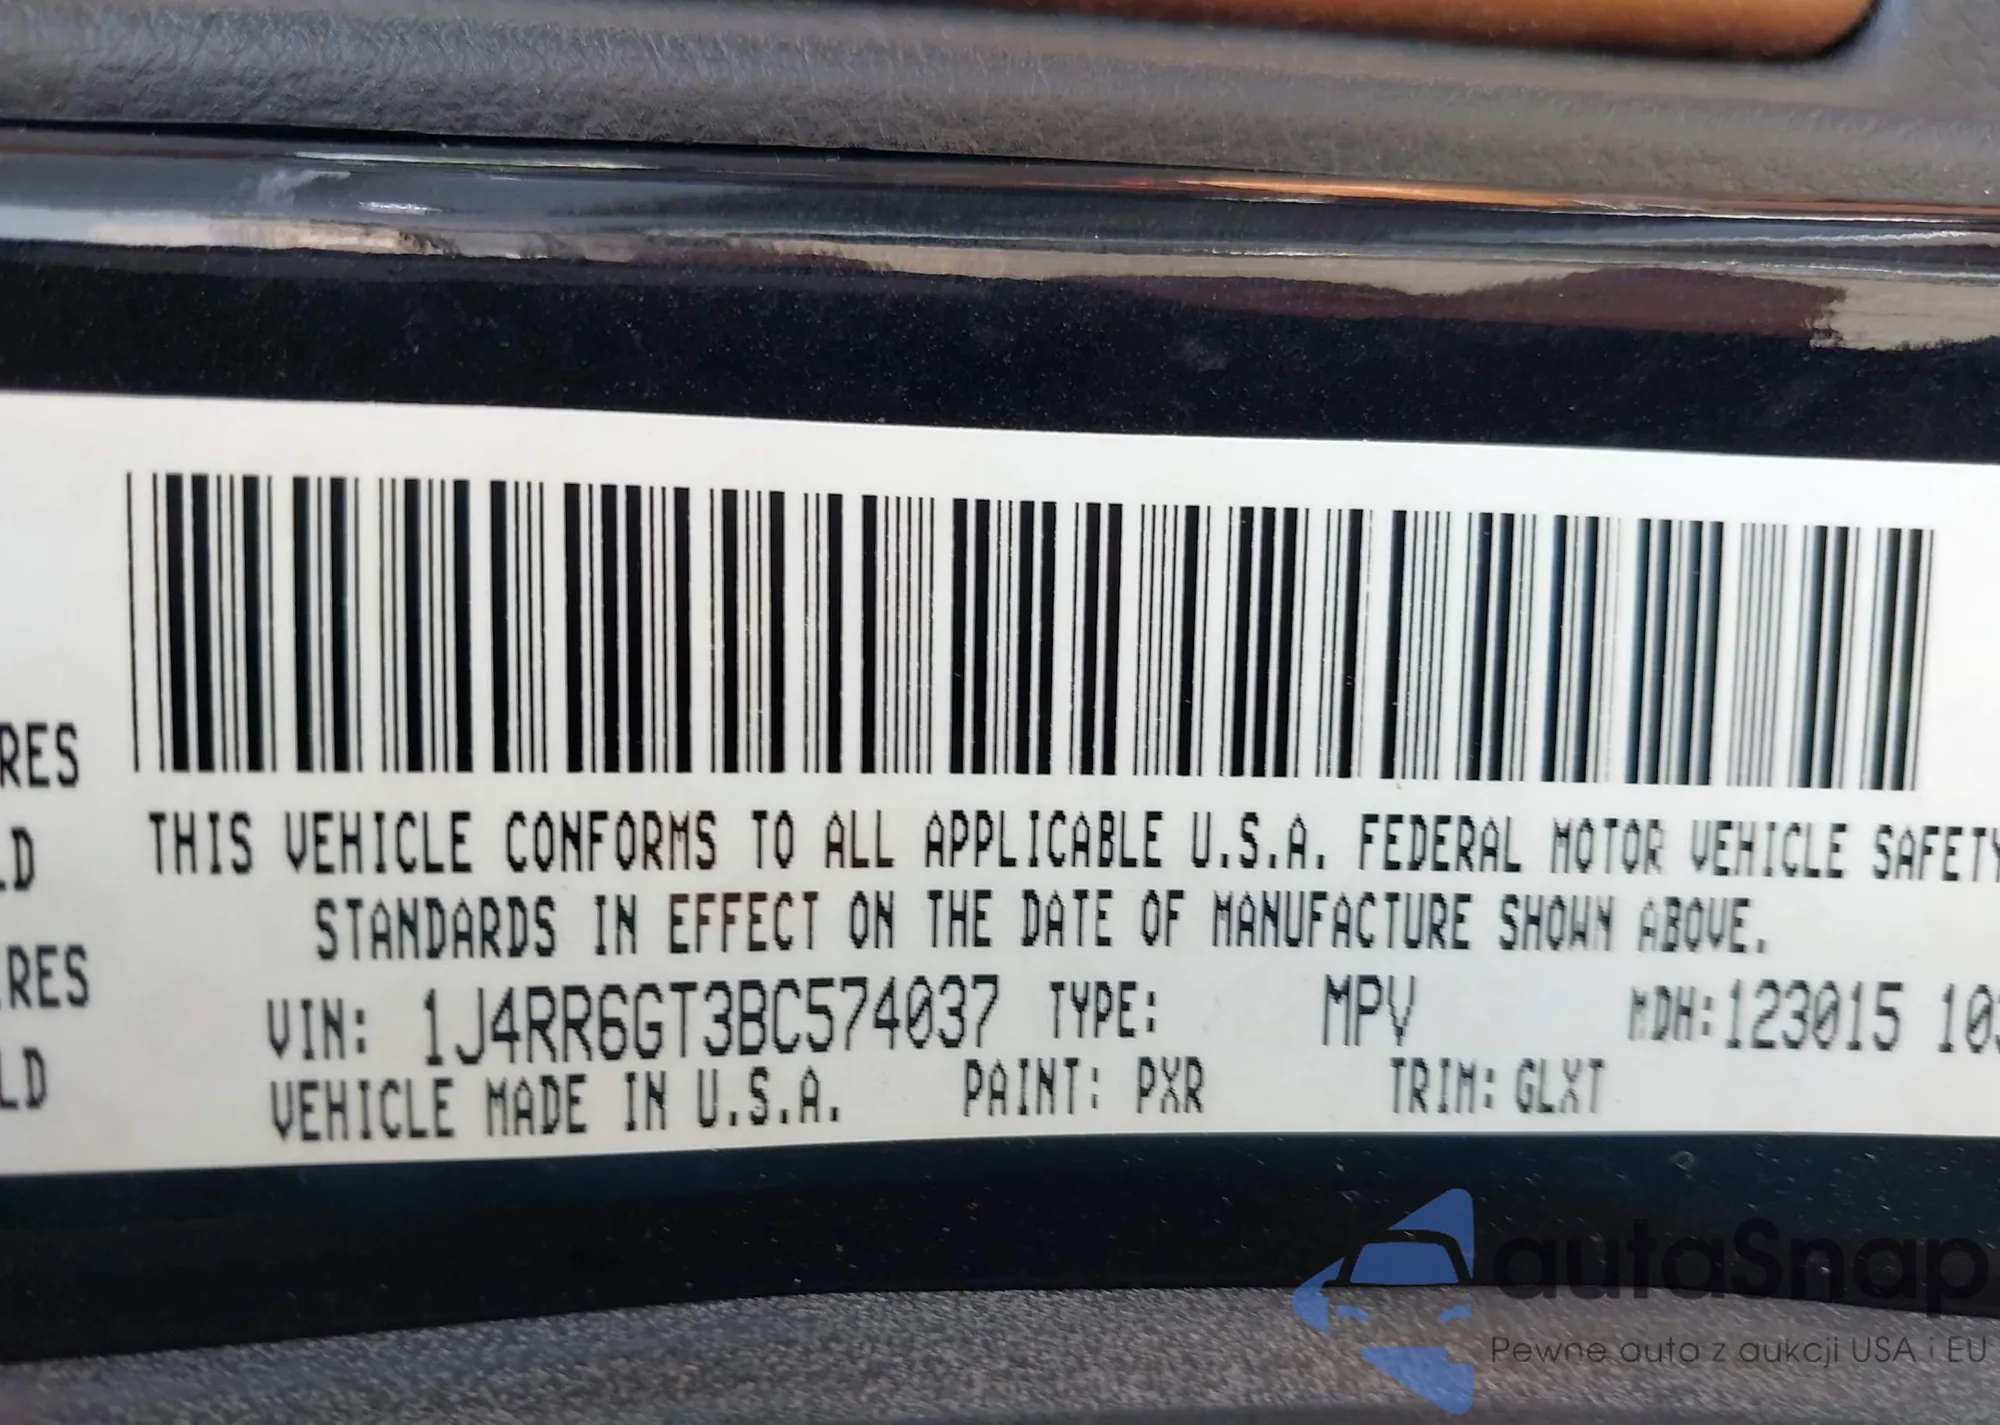 RES
LD
RES
LD
THIS VEHICLE CONFORMS TO ALL APPLICABLE U.S.A. FEDERAL MOTOR VEHICLE SAFETY
STANDARDS IN EFFECT ON THE DATE OF MANUFACTURE SHOWN ABOVE.
VIN: 1J4RR6GT3BC574037 TYPE: MPV MDH:123015 103
VEHICLE MADE IN U.S.A. PAINT: PXR TRIM: GLXT
autaSnap
Pewne auta z aukcji USA i EU